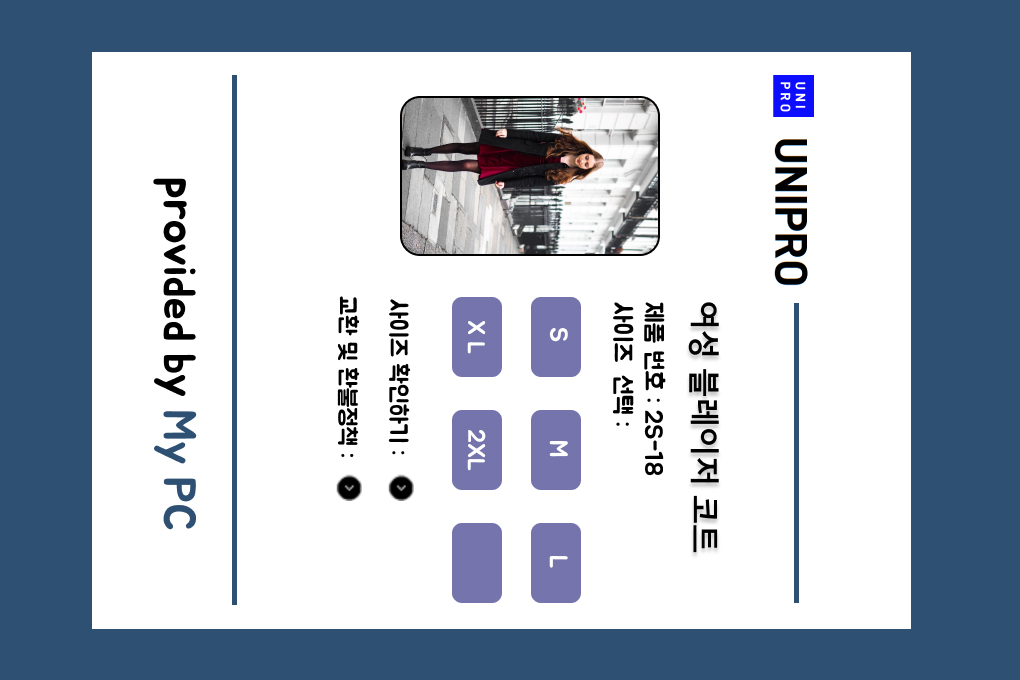 UNI
PRO
UNIPRO
여성 블레이저 코트
제품 번호 : 2S-18
사이즈 선택 :
S M L
XL 2XL
사이즈 확인하기 :
교환 및 환불정책 :
provided by My PC